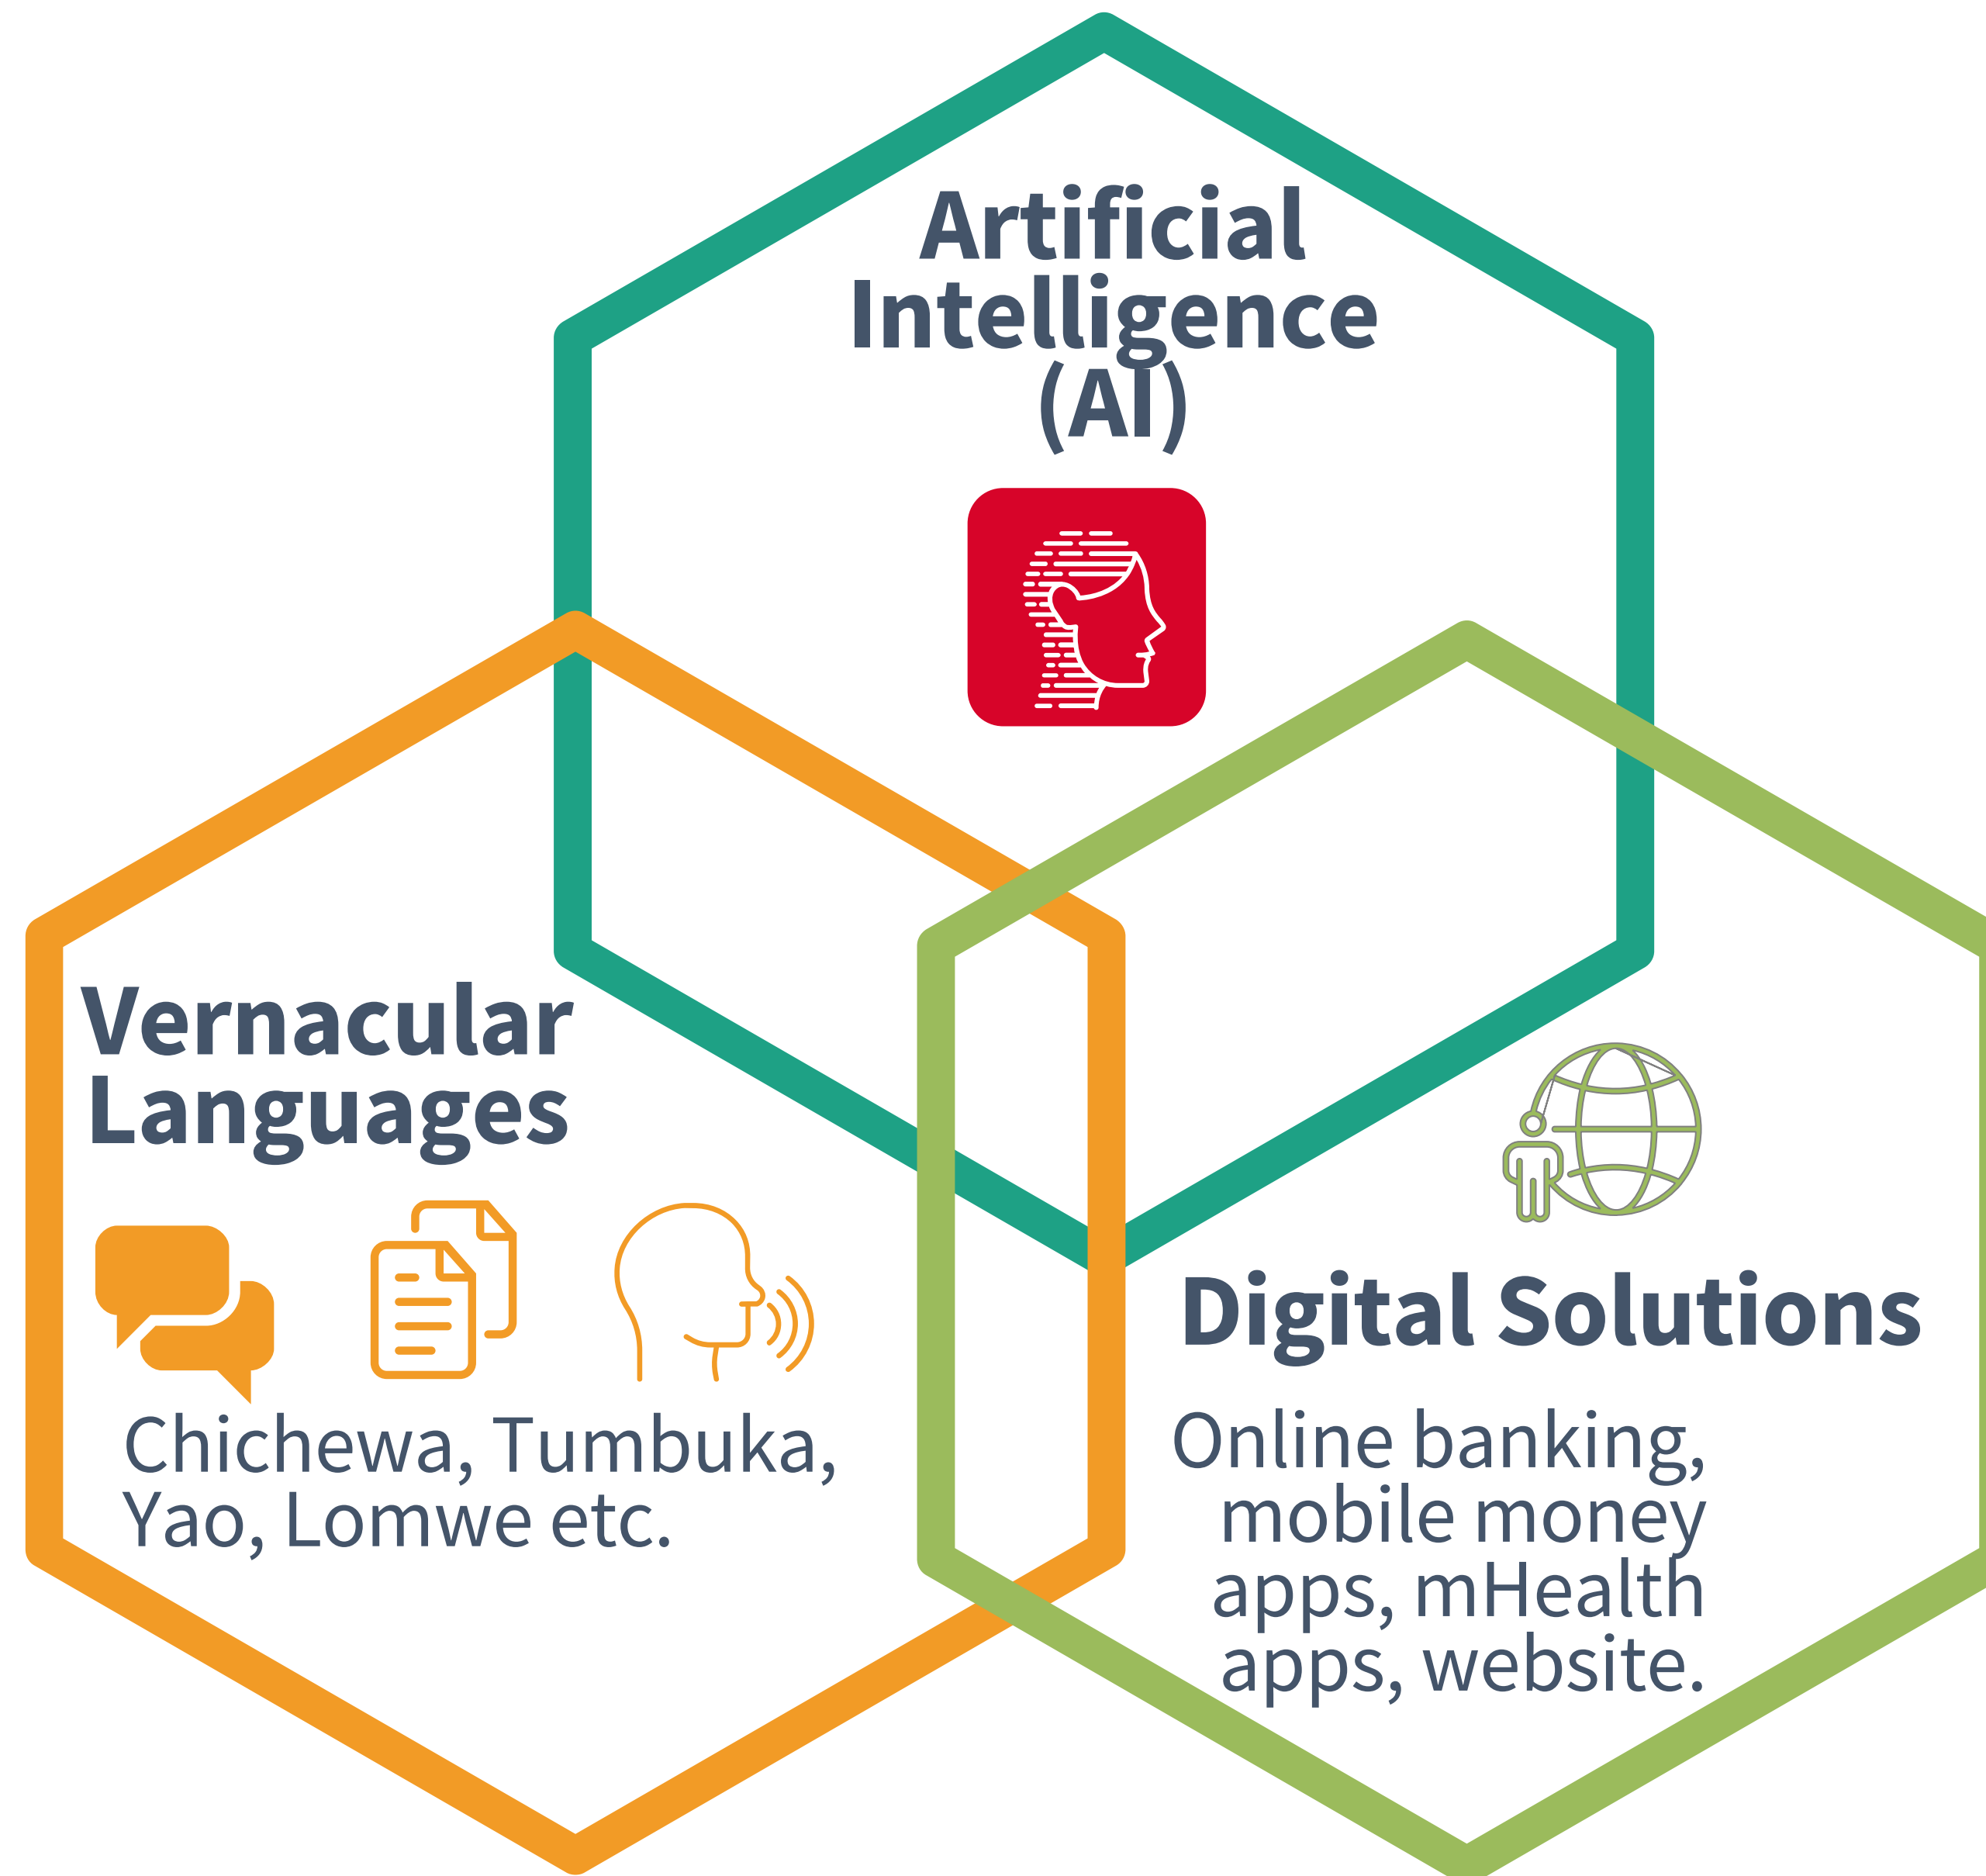 Artificial
Intelligence
(AI)
Vernacular
Languages
Chichewa, Tumbuka,
Yao, Lomwe etc.
Digital Solutions
Online banking,
mobile money
apps, mHealth
apps, website.